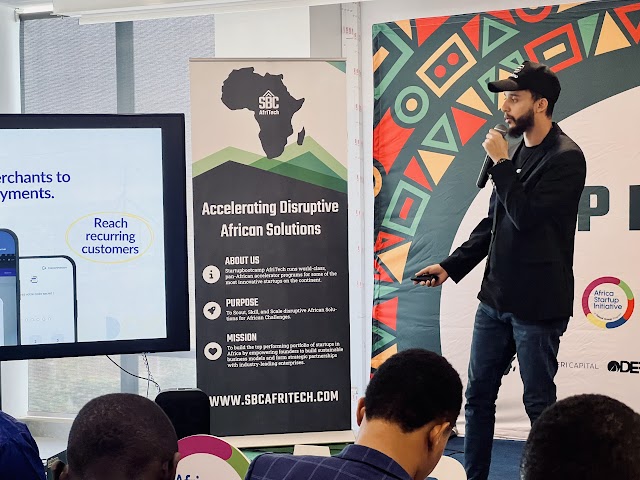 erchants to
yments.
Reach
recurring
customers
SBC
AfriTech
Accelerating Disruptive
African Solutions
ABOUT US
Startupbootcamp AfriTech runs world-class,
pan-African accelerator programs for some of the
most innovative startups on the continent.
PURPOSE
To Scout, Skill, and Scale disruptive African Solu-
tions for African Challenges.
MISSION
To build the top performing portfolio of startups in
Africa by empowering founders to build sustainable
business models and form strategic partnerships
with industry-leading enterprises.
WWW.SBCAFRITECH.COM
Africa
Startup
Initiative
RI CAPITAL
ODE
Africa